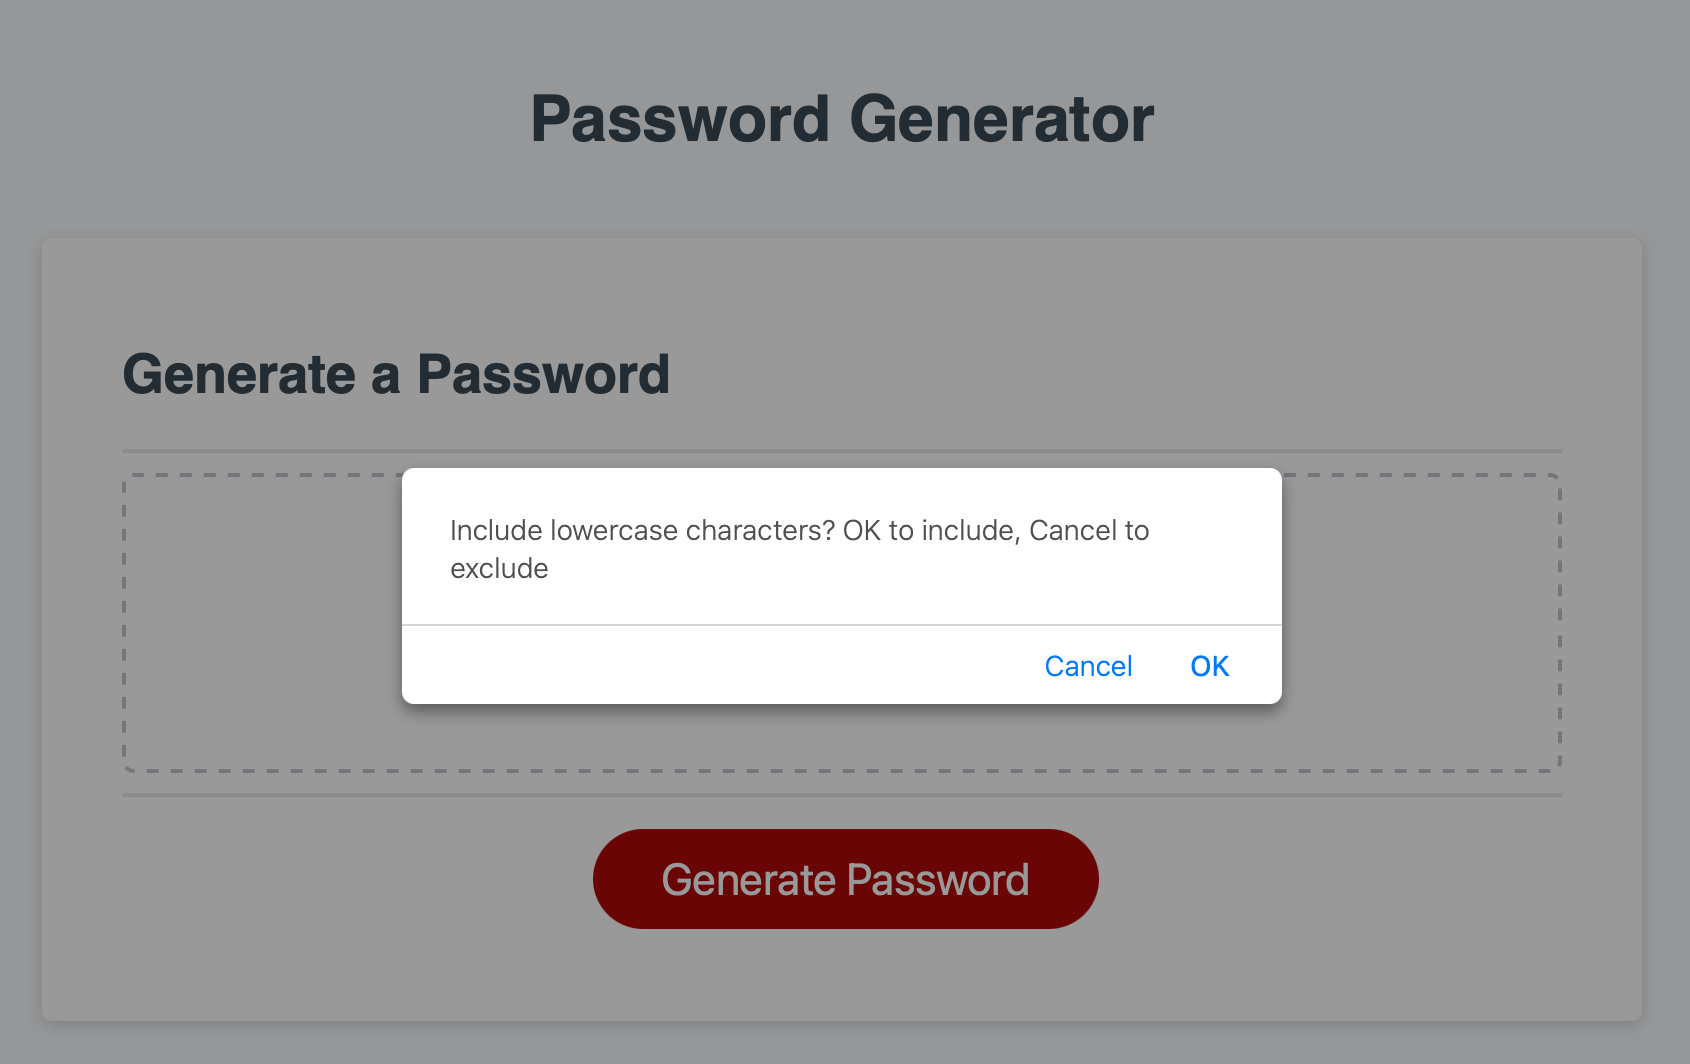 Password Generator
Generate a Password
Include lowercase characters? OK to include, Cancel to
exclude
Cancel OK
Generate Password